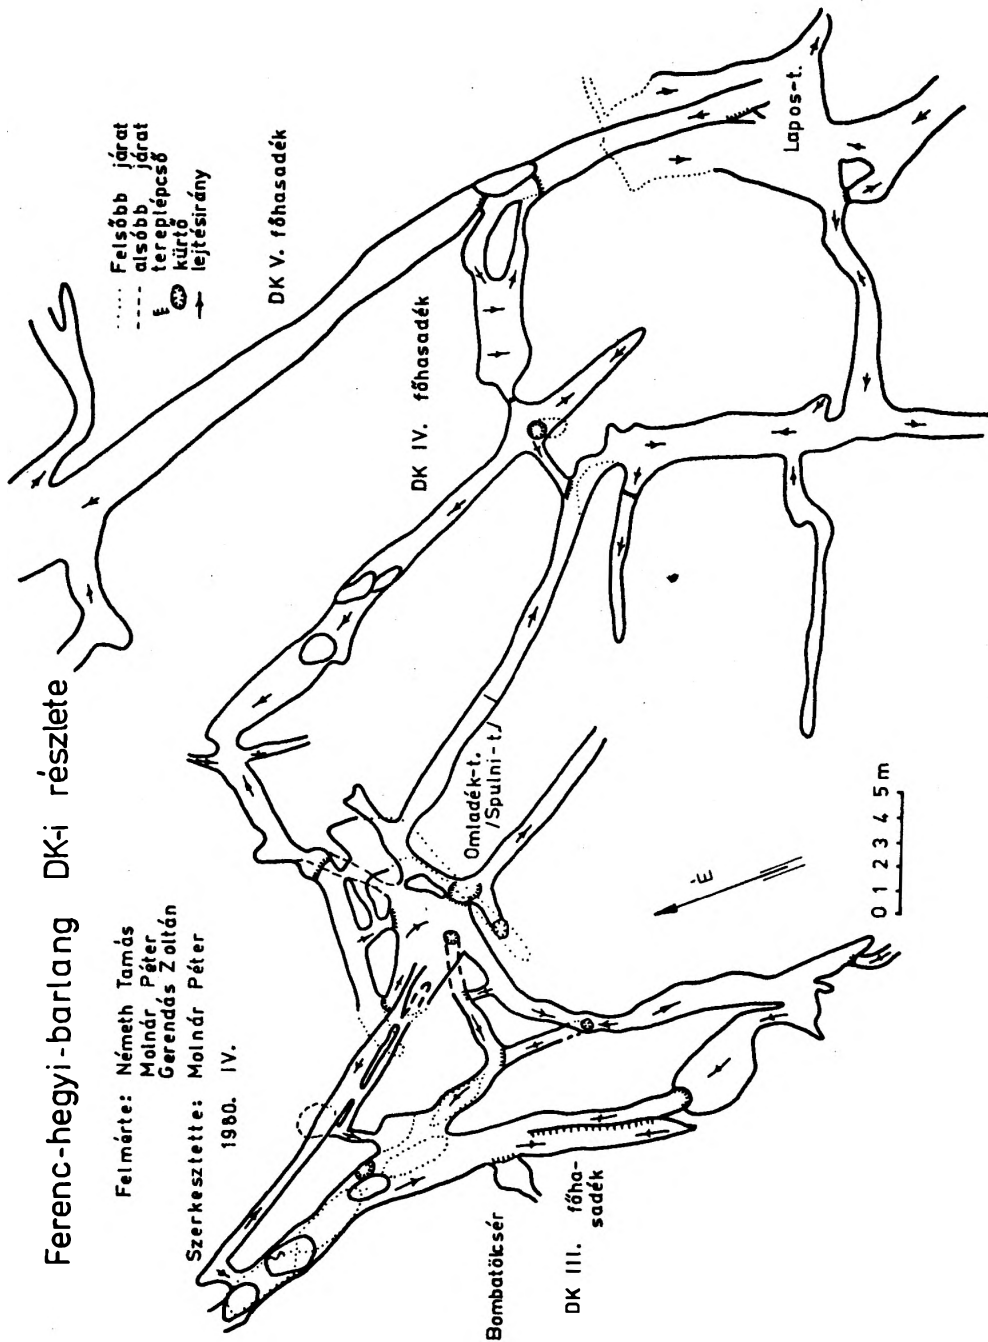 Ferenc-hegyi-barlang DK-i részlete
Felmérte: Németh Tamás
Molnár Péter
Gerendás Zoltán
Szerkesztette: Molnár Péter
1980. IV.
Felsőbb járat
alsóbb járat
tereplépcső
kürtő
lejtésirány
DK V. főhasadék
DK IV. főhasadék
Lapos-t.
Omladék-t.
/Spulni-t/
Bombatölcsér
DK III. főha-
sadék
É
0 1 2 3 4 5m